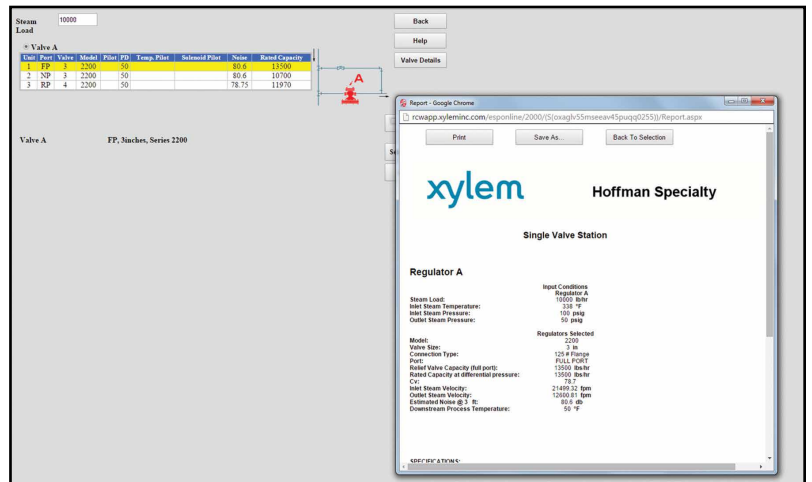 Steam Load 10000
Valve A
Unit Port Valve Model Pilot PD Temp. Pilot Solenoid Pilot Noise Rated Capacity
1 FP 3 2200 50 80.6 13500
2 NP 3 2200 50 80.6 10700
3 RP 4 2200 50 78.75 11970
A
Back
Help
Valve Details
Valve A FP, 3inches, Series 2200
Se
Report - Google Chrome
rcwapp.xyleminc.com/esponline/2000/(S(oxaglv55mseeav45puqq0255))/Report.aspx
Print Save As... Back To Selection
xylem Hoffman Specialty
Single Valve Station
Regulator A
Input Conditions
Regulator A
Steam Load: 10000 lb/hr
Inlet Steam Temperature: 338 °F
Inlet Steam Pressure: 100 psig
Outlet Steam Pressure: 50 psig
Regulators Selected
Model: 2200
Valve Size: 3 in
Connection Type: 125 # Flange
Port: FULL PORT
Relief Valve Capacity (full port): 13500 lbs/hr
Rated Capacity at differential pressure: 13500 lbs/hr
Cv: 78.7
Inlet Steam Velocity: 21499.32 fpm
Outlet Steam Velocity: 12600.81 fpm
Estimated Noise @ 3 ft: 80.6 db
Downstream Process Temperature: 50 °F
SPECIFICATIONS: